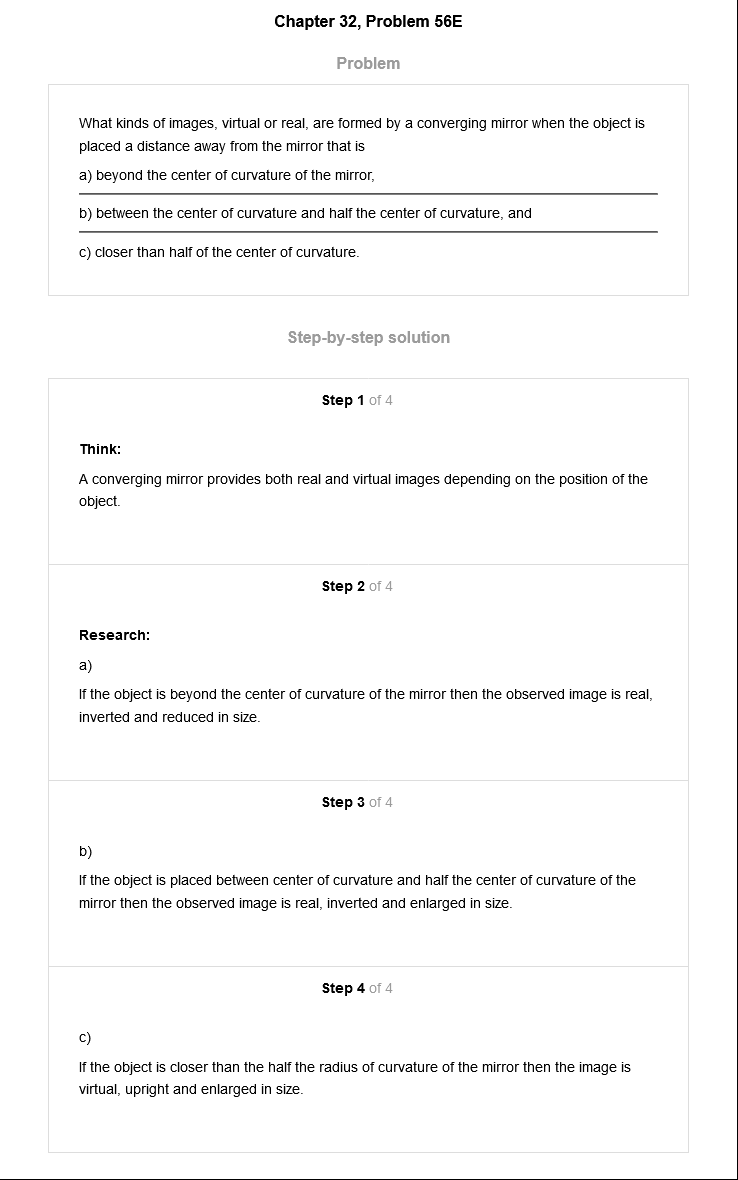 Chapter 32, Problem 56E
Problem
What kinds of images, virtual or real, are formed by a converging mirror when the object is
placed a distance away from the mirror that is
a) beyond the center of curvature of the mirror,
b) between the center of curvature and half the center of curvature, and
c) closer than half of the center of curvature.
Step-by-step solution
Step 1 of 4
Think:
A converging mirror provides both real and virtual images depending on the position of the
object.
Step 2 of 4
Research:
a)
If the object is beyond the center of curvature of the mirror then the observed image is real,
inverted and reduced in size.
Step 3 of 4
b)
If the object is placed between center of curvature and half the center of curvature of the
mirror then the observed image is real, inverted and enlarged in size.
Step 4 of 4
c)
If the object is closer than the half the radius of curvature of the mirror then the image is
virtual, upright and enlarged in size.